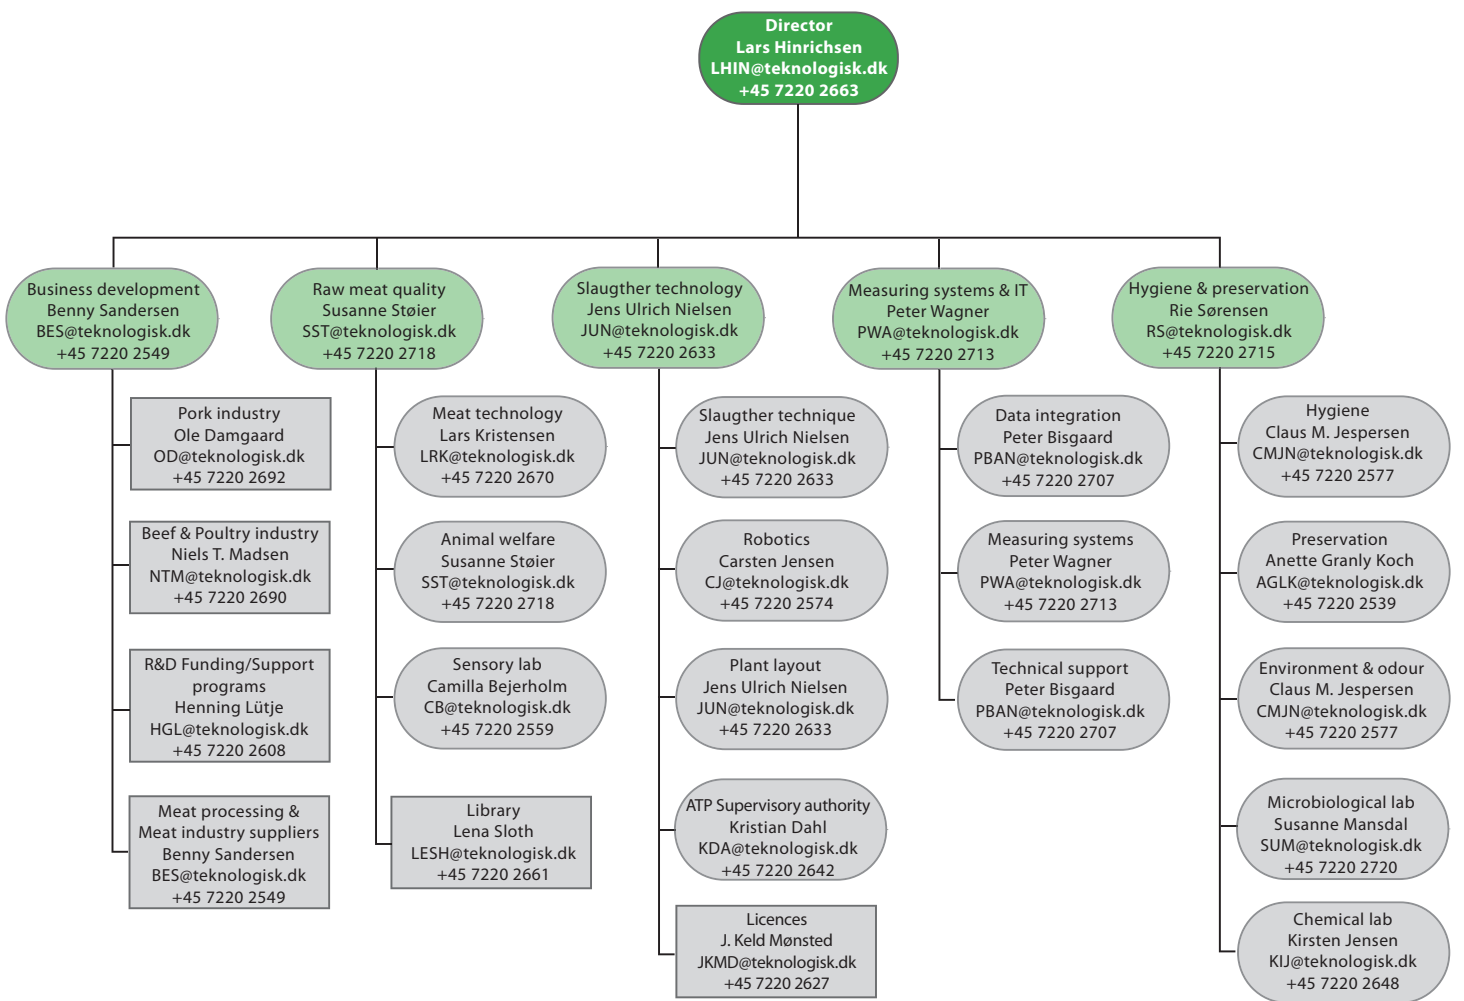 Director
Lars Hinrichsen
LHIN@teknologisk.dk
+45 7220 2663
Business development
Benny Sandersen
BES@teknologisk.dk
+45 7220 2549
Pork industry
Ole Damgaard
OD@teknologisk.dk
+45 7220 2692
Beef & Poultry industry
Niels T. Madsen
NTM@teknologisk.dk
+45 7220 2690
R&D Funding/Support
programs
Henning Lütje
HGL@teknologisk.dk
+45 7220 2608
Meat processing &
Meat industry suppliers
Benny Sandersen
BES@teknologisk.dk
+45 7220 2549
Raw meat quality
Susanne Støier
SST@teknologisk.dk
+45 7220 2718
Meat technology
Lars Kristensen
LRK@teknologisk.dk
+45 7220 2670
Animal welfare
Susanne Støier
SST@teknologisk.dk
+45 7220 2718
Sensory lab
Camilla Bejerholm
CB@teknologisk.dk
+45 7220 2559
Library
Lena Sloth
LESH@teknologisk.dk
+45 7220 2661
Slaugther technology
Jens Ulrich Nielsen
JUN@teknologisk.dk
+45 7220 2633
Slaugther technique
Jens Ulrich Nielsen
JUN@teknologisk.dk
+45 7220 2633
Robotics
Carsten Jensen
CJ@teknologisk.dk
+45 7220 2574
Plant layout
Jens Ulrich Nielsen
JUN@teknologisk.dk
+45 7220 2633
ATP Supervisory authority
Kristian Dahl
KDA@teknologisk.dk
+45 7220 2642
Licences
J. Keld Mønsted
JKMD@teknologisk.dk
+45 7220 2627
Measuring systems & IT
Peter Wagner
PWA@teknologisk.dk
+45 7220 2713
Data integration
Peter Bisgaard
PBAN@teknologisk.dk
+45 7220 2707
Measuring systems
Peter Wagner
PWA@teknologisk.dk
+45 7220 2713
Technical support
Peter Bisgaard
PBAN@teknologisk.dk
+45 7220 2707
Hygiene & preservation
Rie Sørensen
RS@teknologisk.dk
+45 7220 2715
Hygiene
Claus M. Jespersen
CMJN@teknologisk.dk
+45 7220 2577
Preservation
Anette Granly Koch
AGLK@teknologisk.dk
+45 7220 2539
Environment & odour
Claus M. Jespersen
CMJN@teknologisk.dk
+45 7220 2577
Microbiological lab
Susanne Mansdal
SUM@teknologisk.dk
+45 7220 2720
Chemical lab
Kirsten Jensen
KIJ@teknologisk.dk
+45 7220 2648